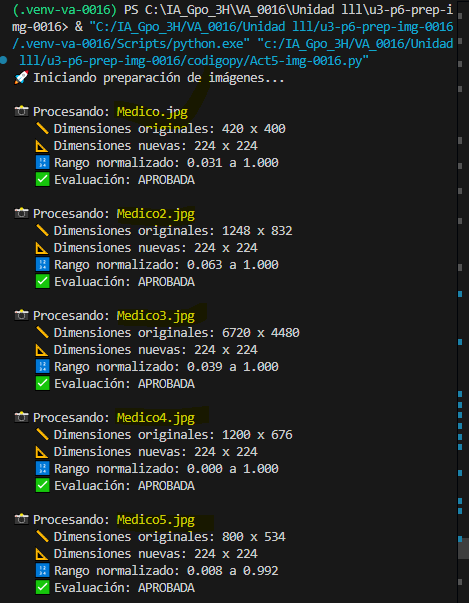 (.venv-va-0016) PS C:\IA_Gpo_3H\VA_0016\Unidad lll\u3-p6-prep-i
mg-0016> & "C:/IA_Gpo_3H/VA_0016/Unidad lll/u3-p6-prep-img-0016
/.venv-va-0016/Scripts/python.exe" "c:/IA_Gpo_3H/VA_0016/Unidad
 lll/u3-p6-prep-img-0016/codigopy/Act5-img-0016.py"
🚀 Iniciando preparación de imágenes...
📷 Procesando: Medico.jpg
📏 Dimensiones originales: 420 x 400
📐 Dimensiones nuevas: 224 x 224
🔢 Rango normalizado: 0.031 a 1.000
✅ Evaluación: APROBADA
📷 Procesando: Medico2.jpg
📏 Dimensiones originales: 1248 x 832
📐 Dimensiones nuevas: 224 x 224
🔢 Rango normalizado: 0.063 a 1.000
✅ Evaluación: APROBADA
📷 Procesando: Medico3.jpg
📏 Dimensiones originales: 6720 x 4480
📐 Dimensiones nuevas: 224 x 224
🔢 Rango normalizado: 0.039 a 1.000
✅ Evaluación: APROBADA
📷 Procesando: Medico4.jpg
📏 Dimensiones originales: 1200 x 676
📐 Dimensiones nuevas: 224 x 224
🔢 Rango normalizado: 0.000 a 1.000
✅ Evaluación: APROBADA
📷 Procesando: Medico5.jpg
📏 Dimensiones originales: 800 x 534
📐 Dimensiones nuevas: 224 x 224
🔢 Rango normalizado: 0.008 a 0.992
✅ Evaluación: APROBADA